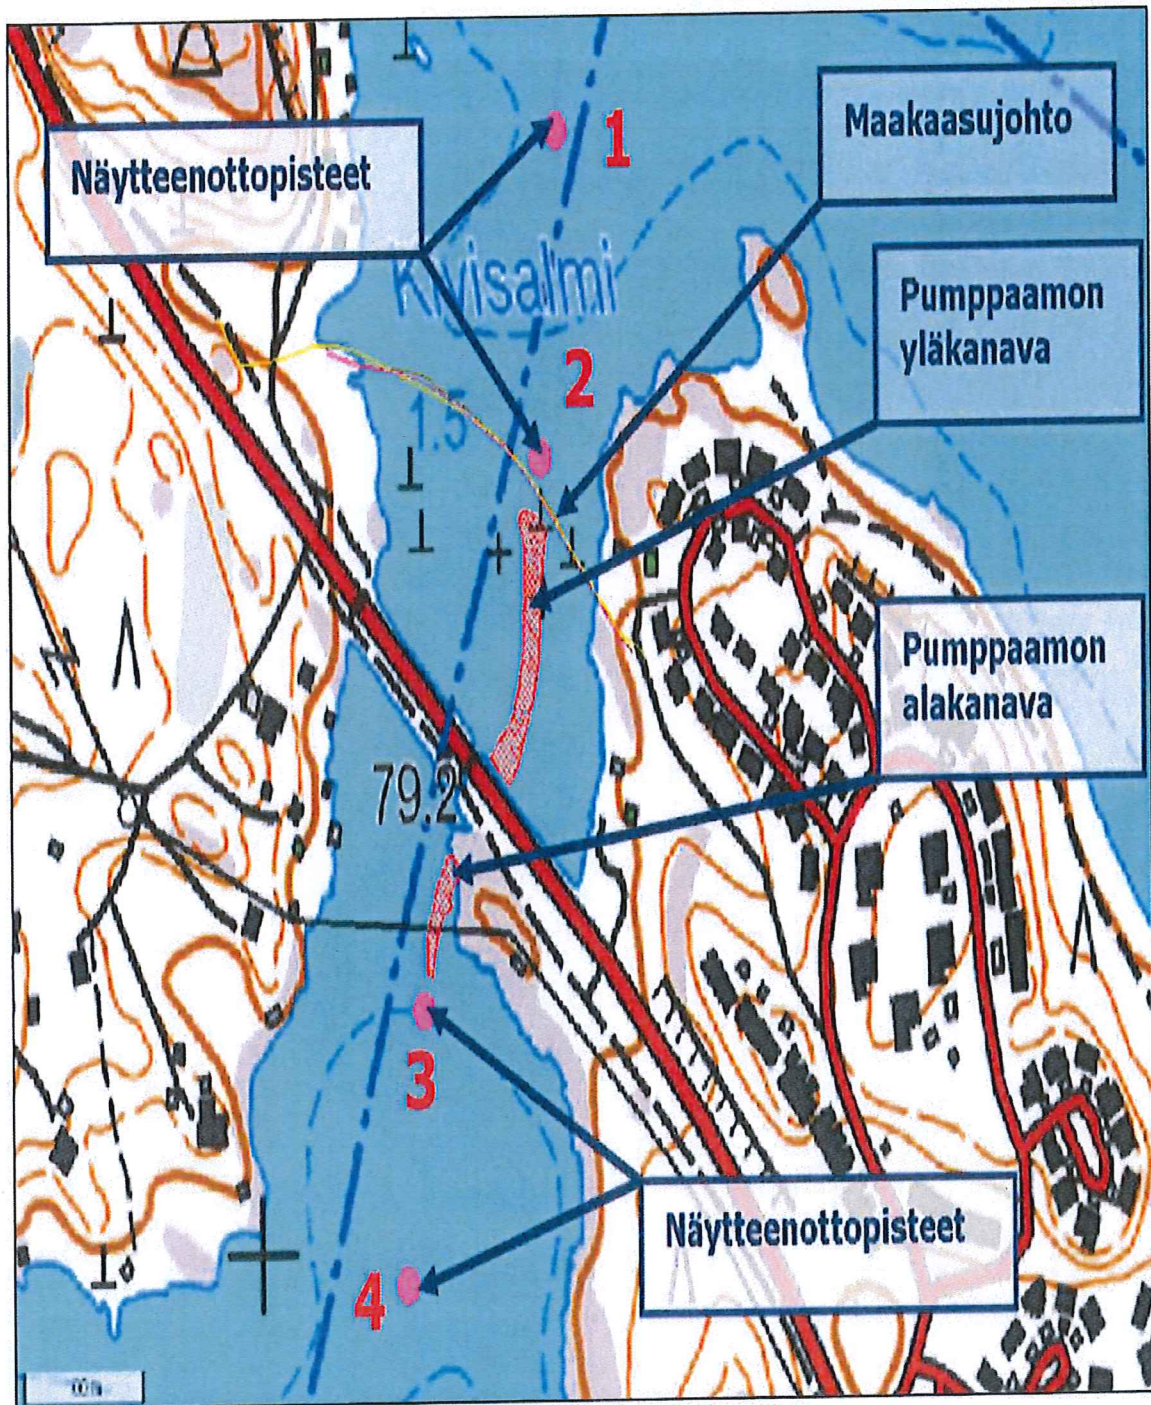 1
Maakaasujohto
Näytteenottopisteet
Kivisalmi
Pumppaamon
yläkanava
2
1.5
Pumppaamon
alakanava
79.2
3
Näytteenottopisteet
4